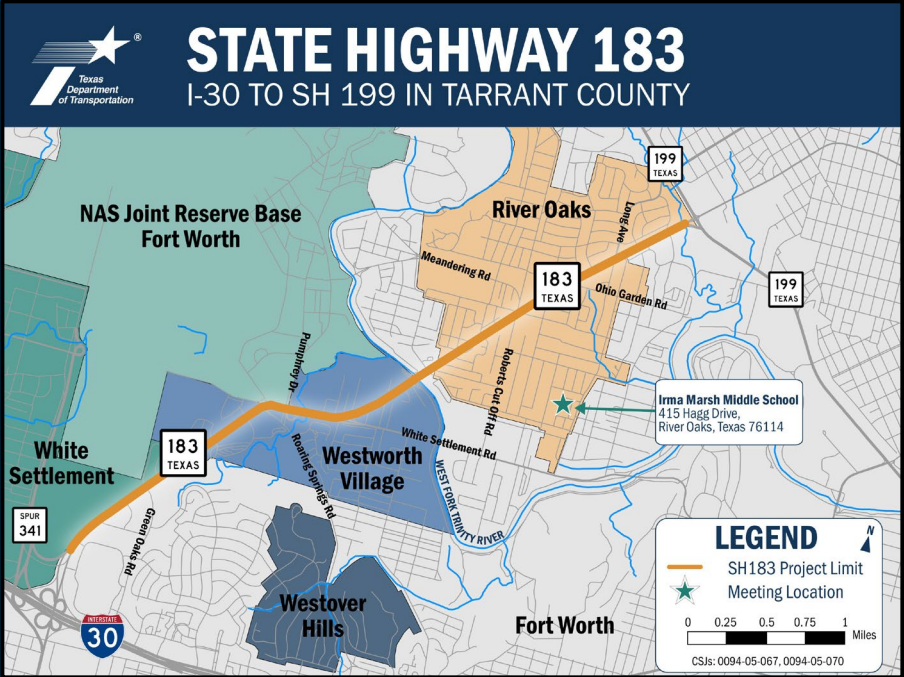 Texas
Department
of Transportation
®
STATE HIGHWAY 183
I-30 TO SH 199 IN TARRANT COUNTY
199
TEXAS
NAS Joint Reserve Base
Fort Worth
River Oaks
Long Ave
Meandering Rd
183
TEXAS
Ohio Garden Rd
199
TEXAS
Pumphrey Dr
Roberts Cut Off Rd
Irma Marsh Middle School
415 Hagg Drive,
River Oaks, Texas 76114
White
Settlement
183
TEXAS
Roaring Springs Rd
Westworth
Village
White Settlement Rd
WEST FORK TRINITY RIVER
SPUR
341
Green Oaks Rd
Westover
Hills
INTERSTATE
30
Fort Worth
LEGEND
N
SH183 Project Limit
Meeting Location
0 0.25 0.5 0.75 1
Miles
CSJs: 0094-05-067, 0094-05-070